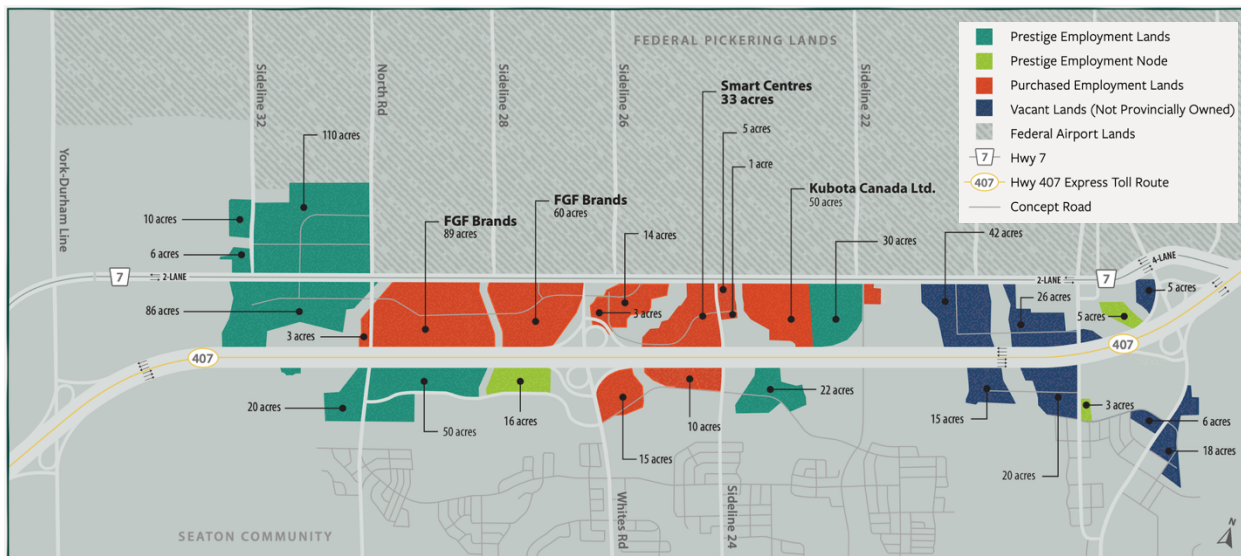 FEDERAL PICKERING LANDS
Prestige Employment Lands
Prestige Employment Node
Purchased Employment Lands
Vacant Lands (Not Provincially Owned)
Federal Airport Lands
7
Hwy 7
407
Hwy 407 Express Toll Route
Concept Road
York-Durham Line
Sideline 32
North Rd
Sideline 28
Sideline 26
Sideline 22
Smart Centres
33 acres
5 acres
1 acre
110 acres
10 acres
6 acres
FGF Brands
89 acres
FGF Brands
60 acres
14 acres
Kubota Canada Ltd.
50 acres
30 acres
42 acres
7
2-LANE
2-LANE
7
4-LANE
86 acres
3 acres
3 acres
26 acres
5 acres
5 acres
407
407
20 acres
50 acres
16 acres
15 acres
10 acres
22 acres
15 acres
20 acres
3 acres
6 acres
18 acres
Whites Rd
Sideline 24
SEATON COMMUNITY
N